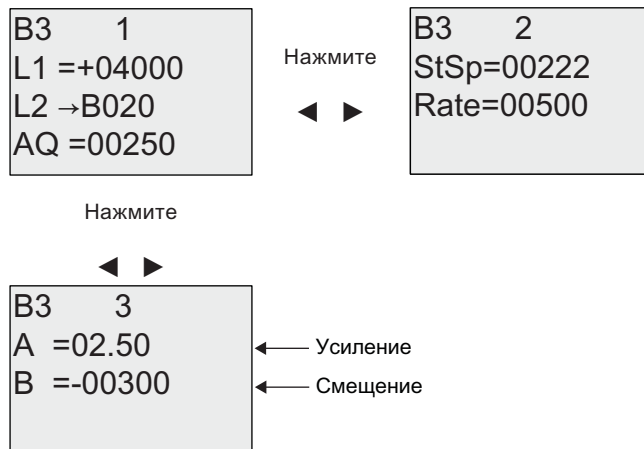 B3 1
L1 =+04000
L2 →B020
AQ =00250
Нажмите
◄ ►
B3 2
StSp=00222
Rate=00500
Нажмите
◄ ►
B3 3
A =02.50
B =-00300
Усиление
Смещение